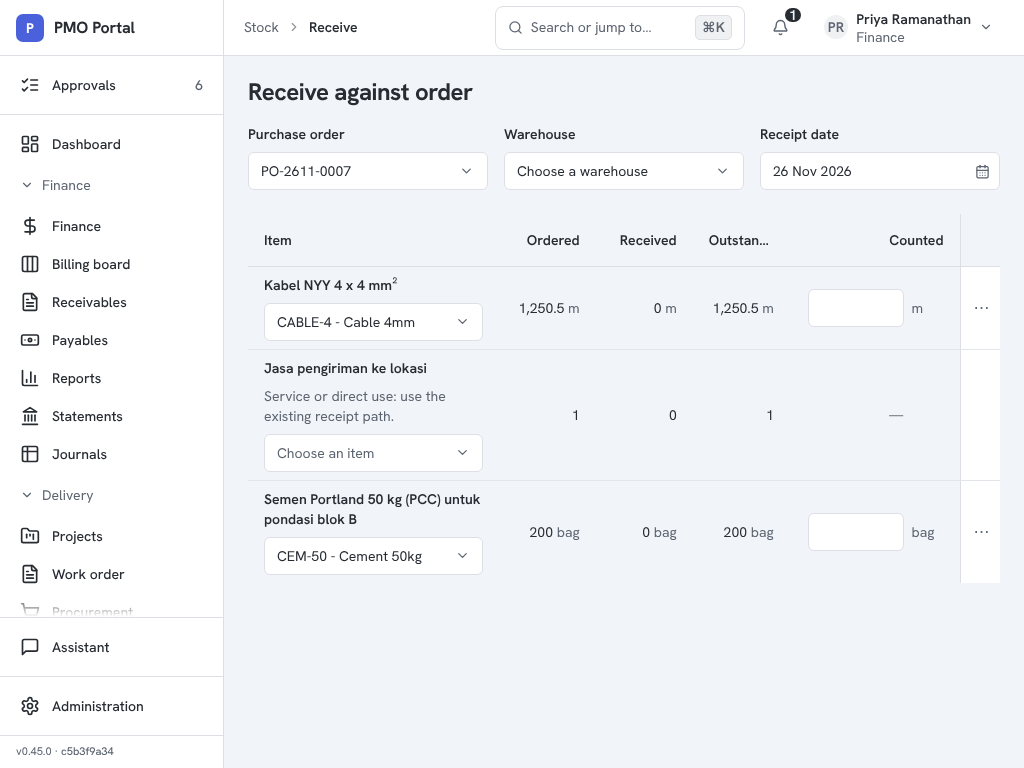 P PMO Portal
Stock > Receive
Search or jump to...
⌘K
1
PR
Priya Ramanathan
Finance
Approvals 6
Dashboard
Finance
Finance
Billing board
Receivables
Payables
Reports
Statements
Journals
Delivery
Projects
Work order
Procurement
Assistant
Administration
v0.45.0 · c5b3f9a34
Receive against order
Purchase order Warehouse Receipt date
PO-2611-0007 Choose a warehouse 26 Nov 2026
Item Ordered Received Outstan... Counted
Kabel NYY 4 x 4 mm²
CABLE-4 - Cable 4mm
1,250.5 m 0 m 1,250.5 m m ...
Jasa pengiriman ke lokasi
Service or direct use: use the
existing receipt path.
Choose an item
1 0 1 —
Semen Portland 50 kg (PCC) untuk
pondasi blok B
CEM-50 - Cement 50kg
200 bag 0 bag 200 bag bag ...